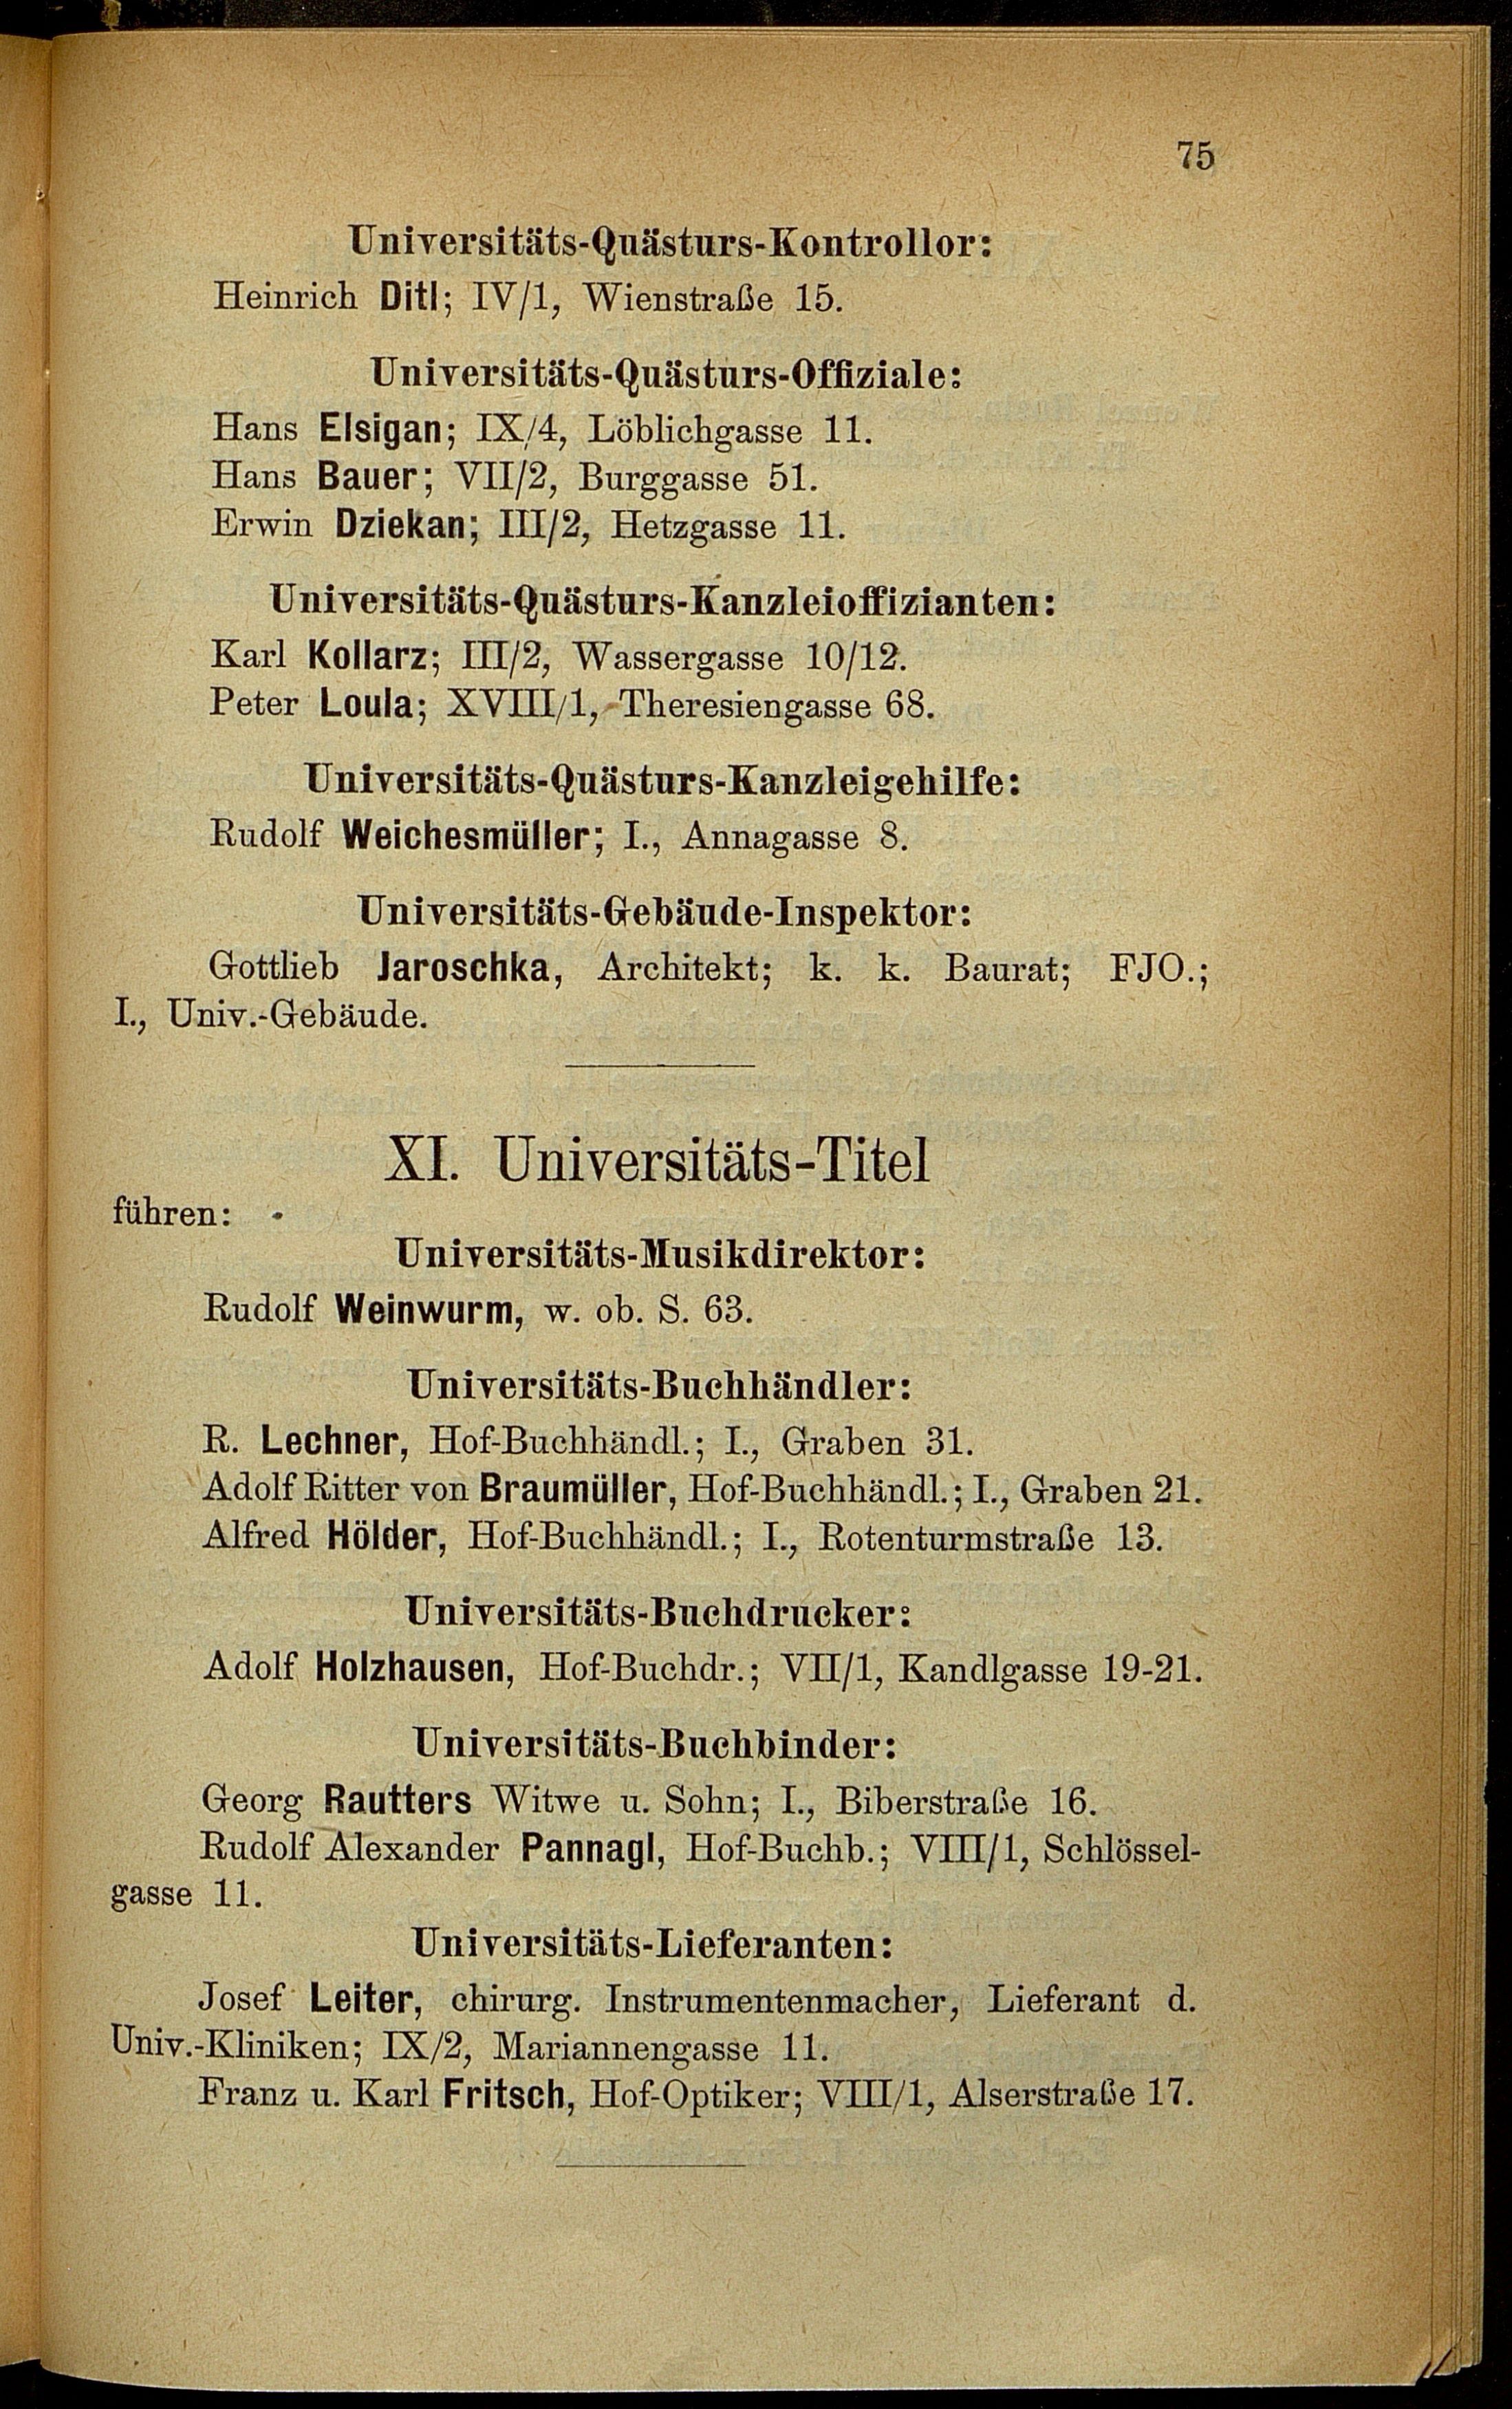 75
Universitäts-Quästurs-Kontrollor:
Heinrich Ditl; IV/1, Wienstraße 15.
Universitäts-Quästurs-Offiziale:
Hans Elsigan; IX/4, Löblichgasse 11.
Hans Bauer; VII/2, Burggasse 51.
Erwin Dziekan; III/2, Hetzgasse 11.
Universitäts-Quästurs-Kanzleioffizianten:
Karl Kollarz; III/2, Wassergasse 10/12.
Peter Loula; XVIII/1, Theresiengasse 68.
Universitäts-Quästurs-Kanzleigehilfe:
Rudolf Weichesmüller; I., Annagasse 8.
Universitäts-Gebäude-Inspektor:
Gottlieb Jaroschka, Architekt; k. k. Baurat; FJO.;
I., Univ.-Gebäude.
XI. Universitäts-Titel
führen:
Universitäts-Musikdirektor:
Rudolf Weinwurm, w. ob. S. 63.
Universitäts-Buchhändler:
R. Lechner, Hof-Buchhändl.; I., Graben 31.
Adolf Ritter von Braumüller, Hof-Buchhändl.; I., Graben 21.
Alfred Hölder, Hof-Buchhändl.; I., Rotenturmstraße 13.
Universitäts-Buchdrucker:
Adolf Holzhausen, Hof-Buchdr.; VII/1, Kandlgasse 19-21.
Universitäts-Buchbinder:
Georg Rautters Witwe u. Sohn; I., Biberstraße 16.
Rudolf Alexander Pannagl, Hof-Buchb.; VIII/1, Schlössel-
gasse 11.
Universitäts-Lieferanten:
Josef Leiter, chirurg. Instrumentenmacher, Lieferant d.
Univ.-Kliniken; IX/2, Mariannengasse 11.
Franz u. Karl Fritsch, Hof-Optiker; VIII/1, Alserstraße 17.